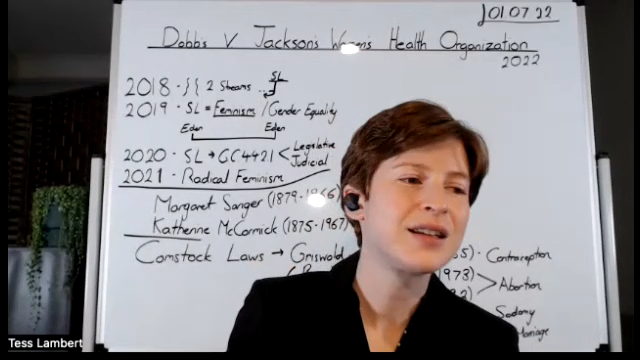 01.07.22
Dobbs V Jackson's Women's Health Organization
2022
2018 · }{ 2 Streams
SL
2019 · SL = Feminism / Gender Equality
Eden Eden
2020 · SL → GC4421 < Legislative
Judicial
2021 · Radical Feminism
Margaret Sanger (1879-1966)
Katherine McCormick (1875-1967)
Comstock Laws → Griswold
65) · Contraception
1973) > Abortion
Sodomy
Marriage
Tess Lambert